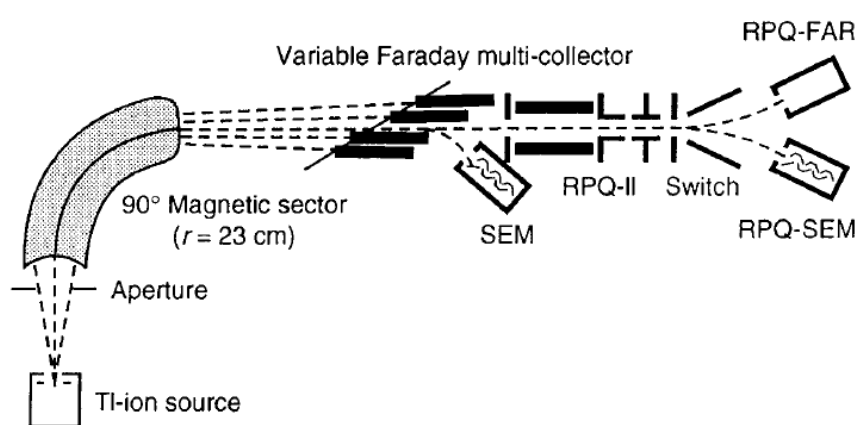 RPQ-FAR
Variable Faraday multi-collector
90° Magnetic sector
(r = 23 cm)
SEM
RPQ-II
Switch
RPQ-SEM
Aperture
TI-ion source